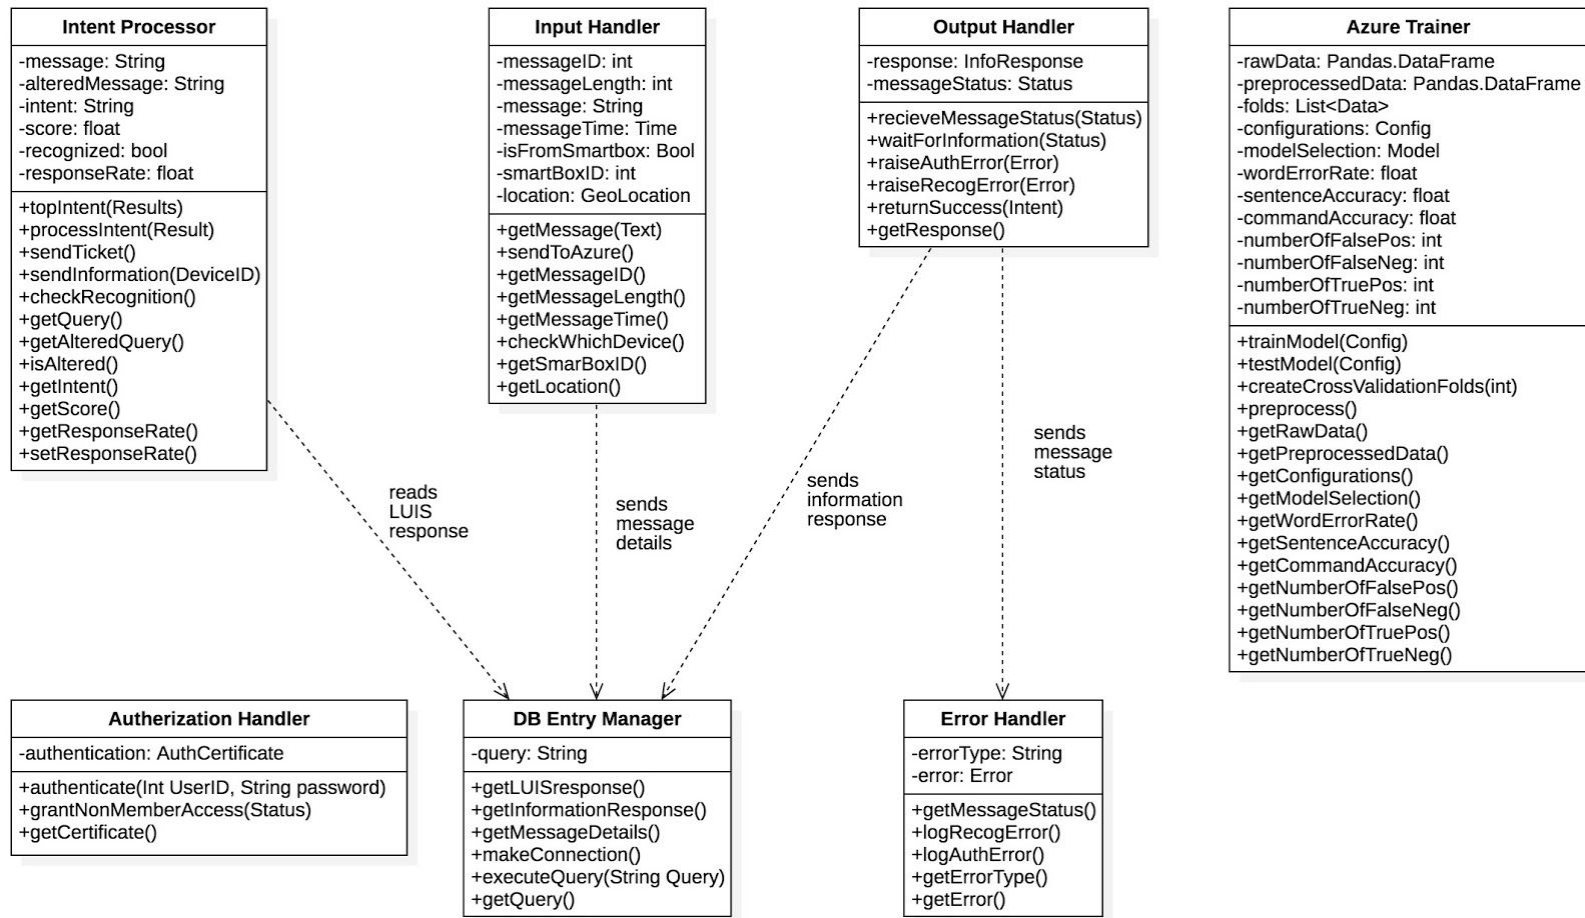 Intent Processor
-message: String
-alteredMessage: String
-intent: String
-score: float
-recognized: bool
-responseRate: float
+topIntent(Results)
+processIntent(Result)
+sendTicket()
+sendInformation(DeviceID)
+checkRecognition()
+getQuery()
+getAlteredQuery()
+isAltered()
+getIntent()
+getScore()
+getResponseRate()
+setResponseRate()
Input Handler
-messageID: int
-messageLength: int
-message: String
-messageTime: Time
-isFromSmartbox: Bool
-smartBoxID: int
-location: GeoLocation
+getMessage(Text)
+sendToAzure()
+getMessageID()
+getMessageLength()
+getMessageTime()
+checkWhichDevice()
+getSmarBoxID()
+getLocation()
Output Handler
-response: InfoResponse
-messageStatus: Status
+recieveMessageStatus(Status)
+waitForInformation(Status)
+raiseAuthError(Error)
+raiseRecogError(Error)
+returnSuccess(Intent)
+getResponse()
Azure Trainer
-rawData: Pandas.DataFrame
-preprocessedData: Pandas.DataFrame
-folds: List<Data>
-configurations: Config
-modelSelection: Model
-wordErrorRate: float
-sentenceAccuracy: float
-commandAccuracy: float
-numberOfFalsePos: int
-numberOfFalseNeg: int
-numberOfTruePos: int
-numberOfTrueNeg: int
+trainModel(Config)
+testModel(Config)
+createCrossValidationFolds(int)
+preprocess()
+getRawData()
+getPreprocessedData()
+getConfigurations()
+getModelSelection()
+getWordErrorRate()
+getSentenceAccuracy()
+getCommandAccuracy()
+getNumberOfFalsePos()
+getNumberOfFalseNeg()
+getNumberOfTruePos()
+getNumberOfTrueNeg()
reads
LUIS
response
sends
message
details
sends
information
response
sends
message
status
Autherization Handler
-authentication: AuthCertificate
+authenticate(Int UserID, String password)
+grantNonMemberAccess(Status)
+getCertificate()
DB Entry Manager
-query: String
+getLUISresponse()
+getInformationResponse()
+getMessageDetails()
+makeConnection()
+executeQuery(String Query)
+getQuery()
Error Handler
-errorType: String
-error: Error
+getMessageStatus()
+logRecogError()
+logAuthError()
+getErrorType()
+getError()